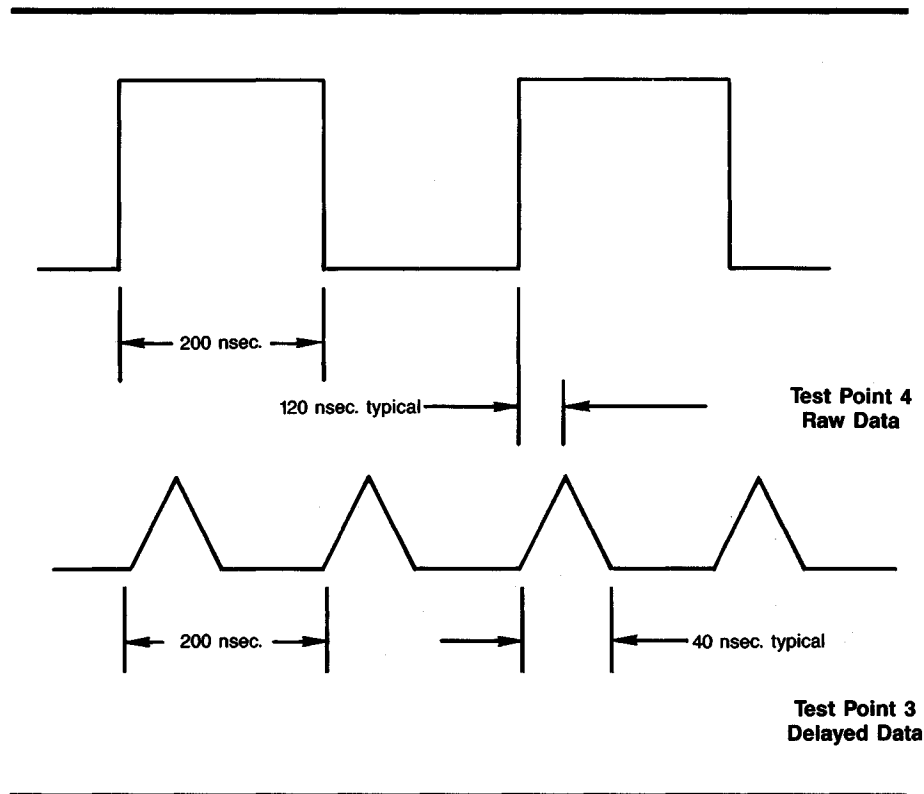 200 nsec.
120 nsec. typical
Test Point 4
Raw Data
200 nsec.
40 nsec. typical
Test Point 3
Delayed Data